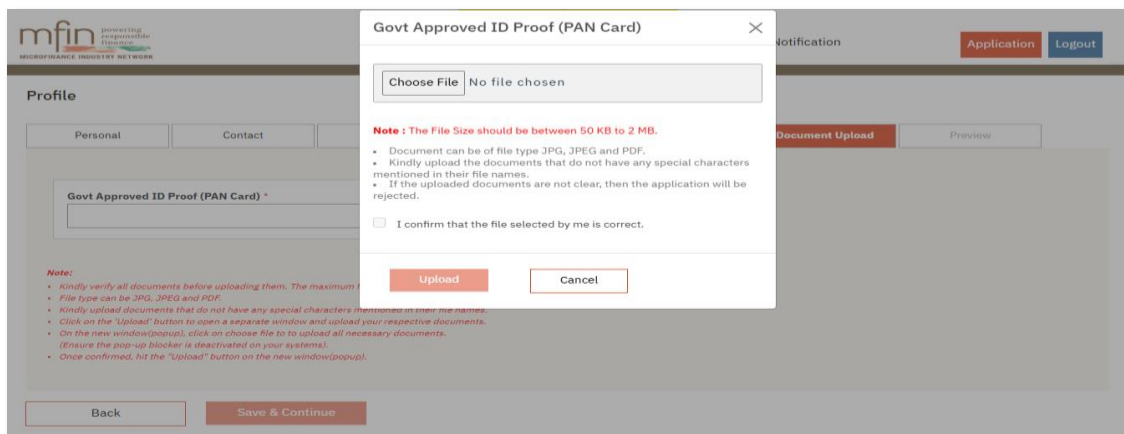 mfin powering
responsible
finance
MICROFINANCE INDUSTRY NETWORK
Notification
Application
Logout
Profile
Personal
Contact
Document Upload
Preview
Govt Approved ID Proof (PAN Card) *
Note:
• Kindly verify all documents before uploading them. The maximum
• File type can be JPG, JPEG and PDF.
• Kindly upload documents that do not have any special characters mentioned in their file names.
• Click on the 'Upload' button to open a separate window and upload your respective documents.
• On the new window(popup), click on choose file to to upload all necessary documents.
(Ensure the pop-up blocker is deactivated on your systems).
• Once confirmed, hit the "Upload" button on the new window(popup).
Back
Save & Continue
Govt Approved ID Proof (PAN Card)
Choose File No file chosen
Note : The File Size should be between 50 KB to 2 MB.
• Document can be of file type JPG, JPEG and PDF.
• Kindly upload the documents that do not have any special characters
mentioned in their file names.
• If the uploaded documents are not clear, then the application will be
rejected.
I confirm that the file selected by me is correct.
Upload
Cancel